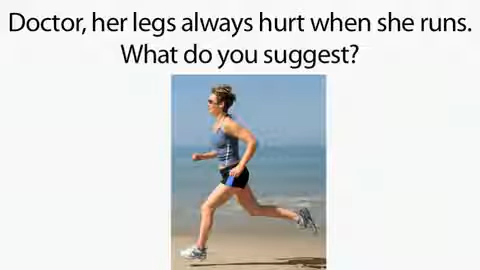 Doctor, her legs always hurt when she runs.
What do you suggest?